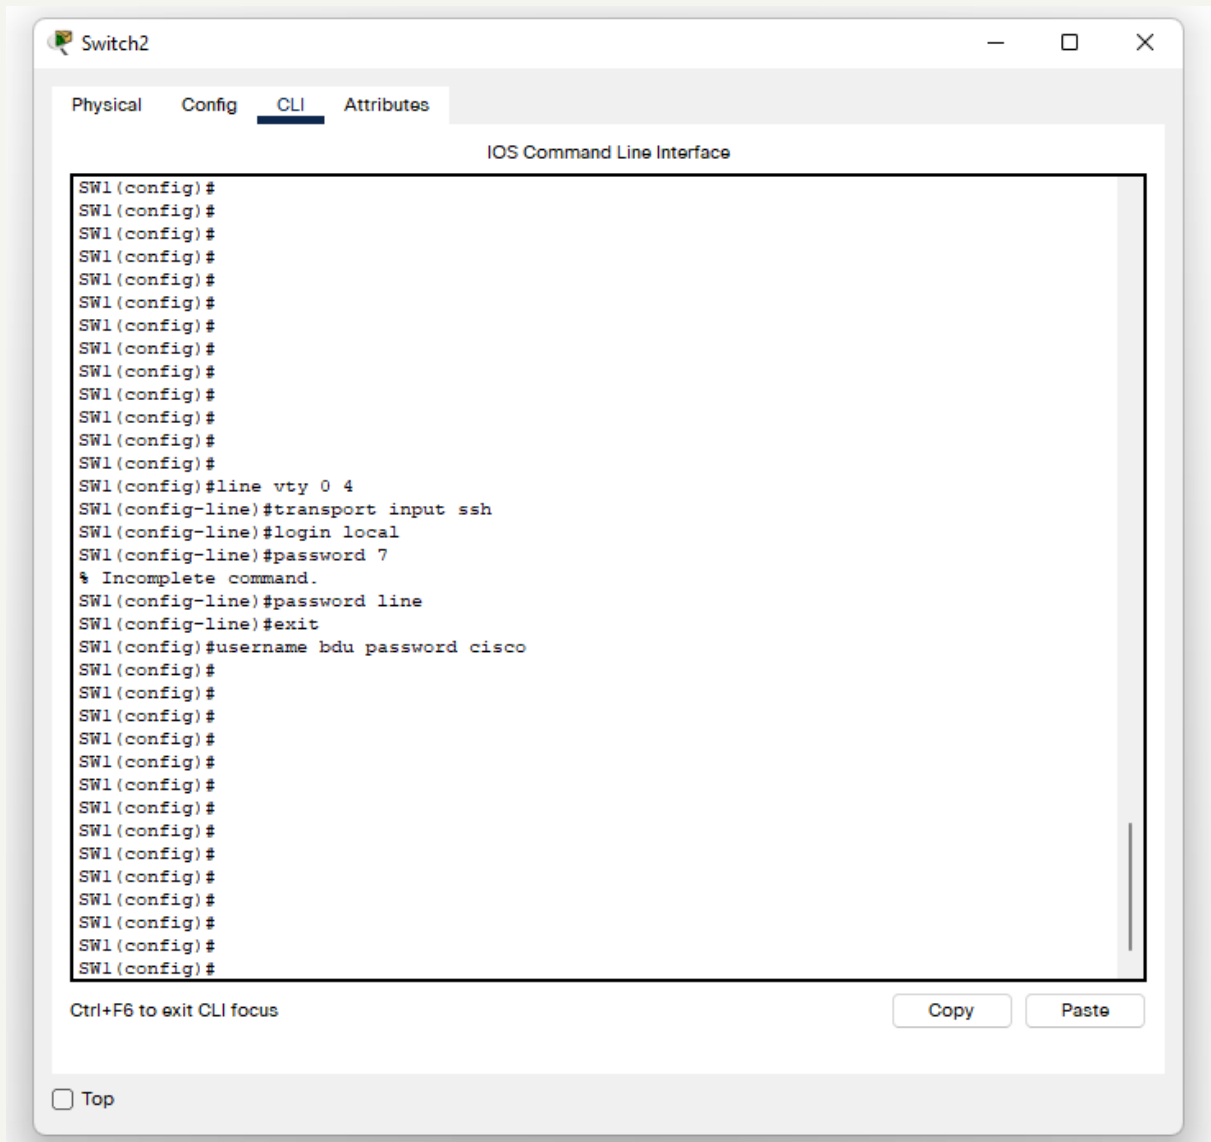 Switch2
Physical Config CLI Attributes
IOS Command Line Interface
SW1(config)#
SW1(config)#
SW1(config)#
SW1(config)#
SW1(config)#
SW1(config)#
SW1(config)#
SW1(config)#
SW1(config)#
SW1(config)#
SW1(config)#
SW1(config)#
SW1(config)#
SW1(config)#line vty 0 4
SW1(config-line)#transport input ssh
SW1(config-line)#login local
SW1(config-line)#password 7
% Incomplete command.
SW1(config-line)#password line
SW1(config-line)#exit
SW1(config)#username bdu password cisco
SW1(config)#
SW1(config)#
SW1(config)#
SW1(config)#
SW1(config)#
SW1(config)#
SW1(config)#
SW1(config)#
SW1(config)#
SW1(config)#
SW1(config)#
SW1(config)#
SW1(config)#
SW1(config)#
Ctrl+F6 to exit CLI focus
Copy Paste
Top